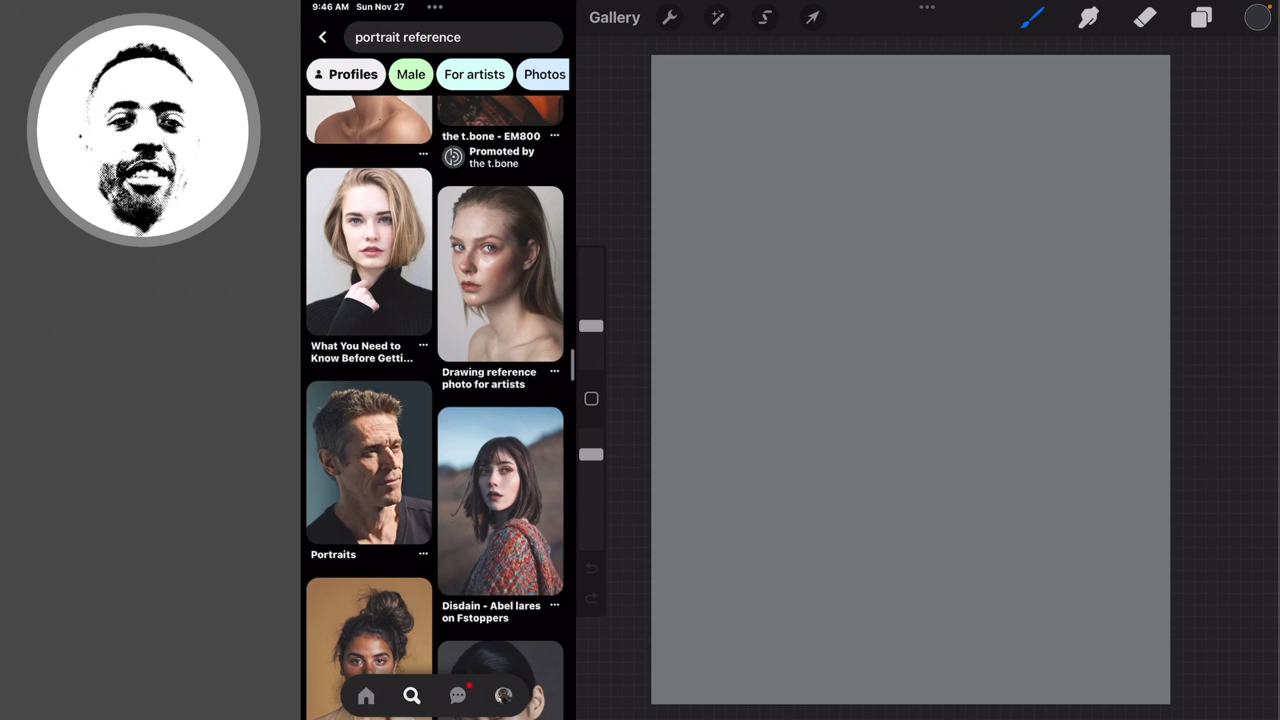 9:46 AM Sun Nov 27
portrait reference
Profiles
Male
For artists
Photos
the t.bone - EM800
Promoted by
the t.bone
What You Need to
Know Before Getti...
Drawing reference
photo for artists
Portraits
Disdain - Abel lares
on Fstoppers
Gallery